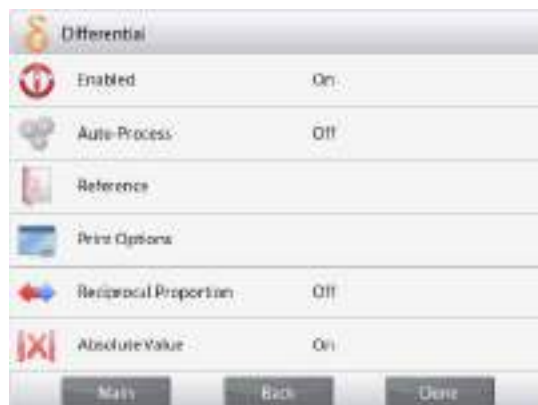 δ Differential
Enabled On
Auto-Process Off
Reference
Print Options
Reciprocal Proportion Off
|X| Absolute Value On
Main Back Done